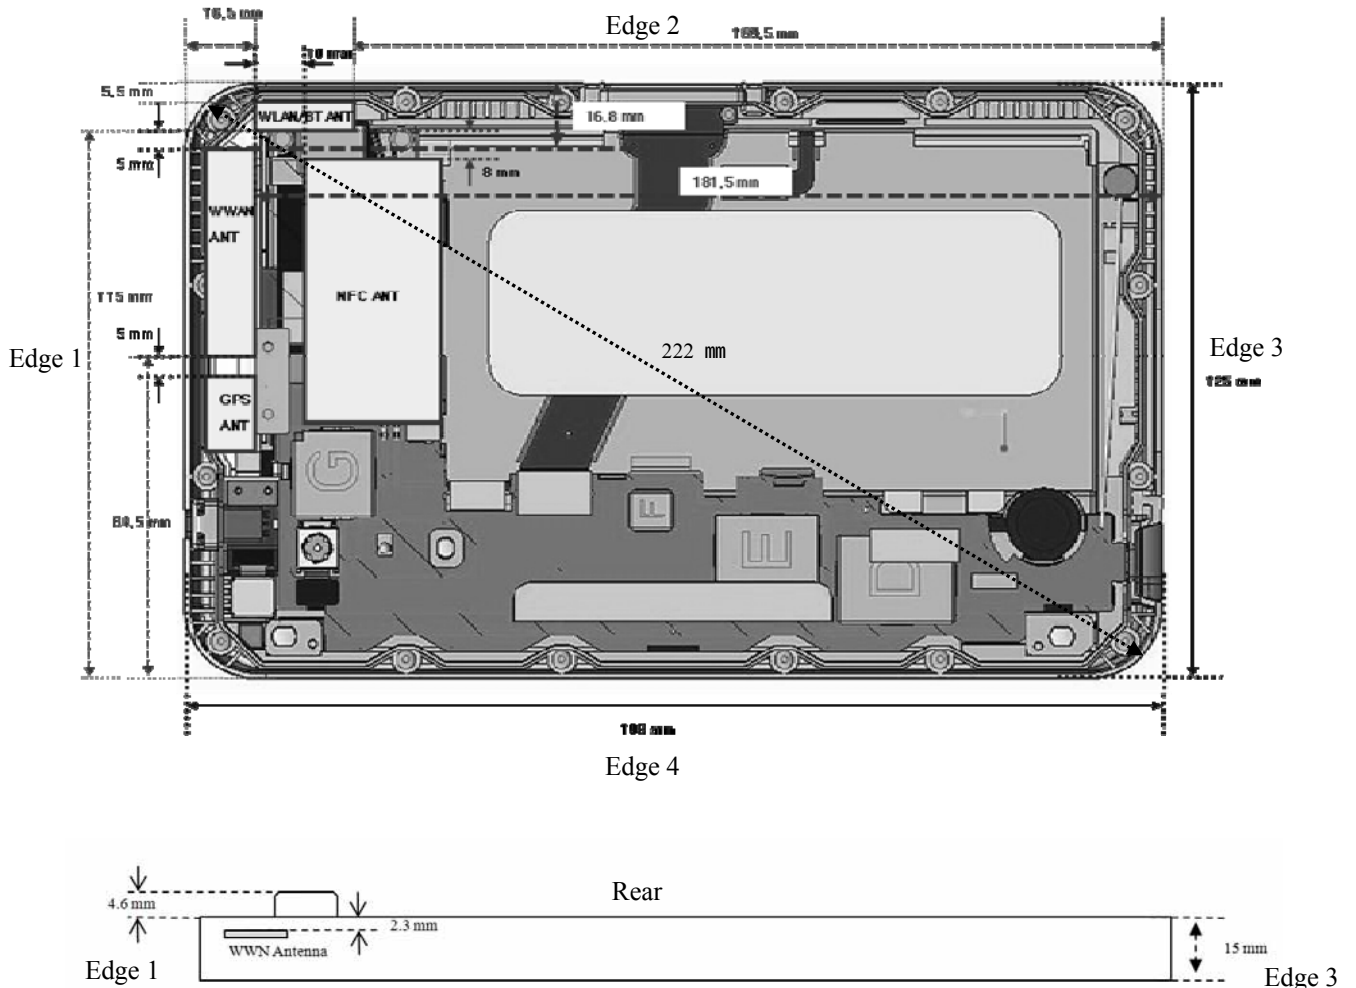 16.5 mm
Edge 2
168.5 mm
10 mm
5.5 mm
WLAN/BT ANT
16.8 mm
5 mm
8 mm
181.5 mm
WWAN
ANT
NFC ANT
115 mm
5 mm
222 mm
Edge 1
Edge 3
125 mm
GPS
ANT
G
F
E
D
Edge 4
Rear
4.6 mm
2.3 mm
WWN Antenna
15 mm
Edge 1
Edge 3